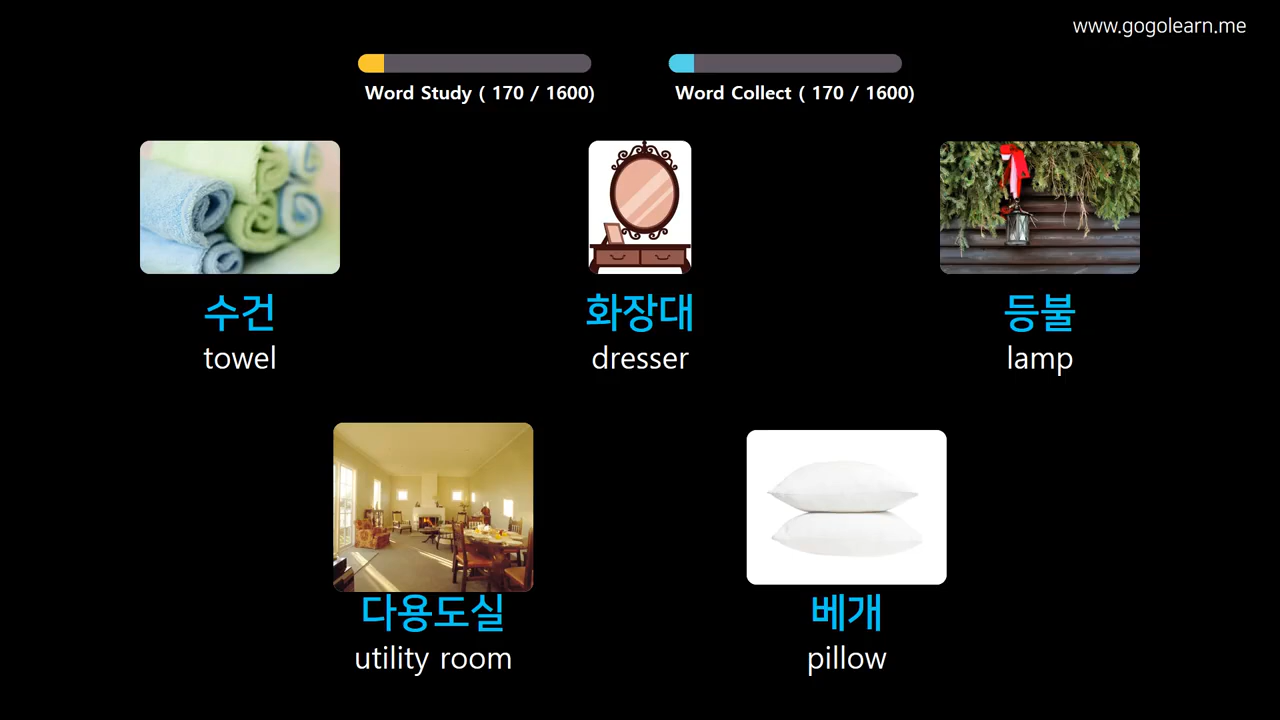 www.gogolearn.me
Word Study ( 170 / 1600)
Word Collect ( 170 / 1600)
수건
towel
화장대
dresser
등불
lamp
다용도실
utility room
베개
pillow